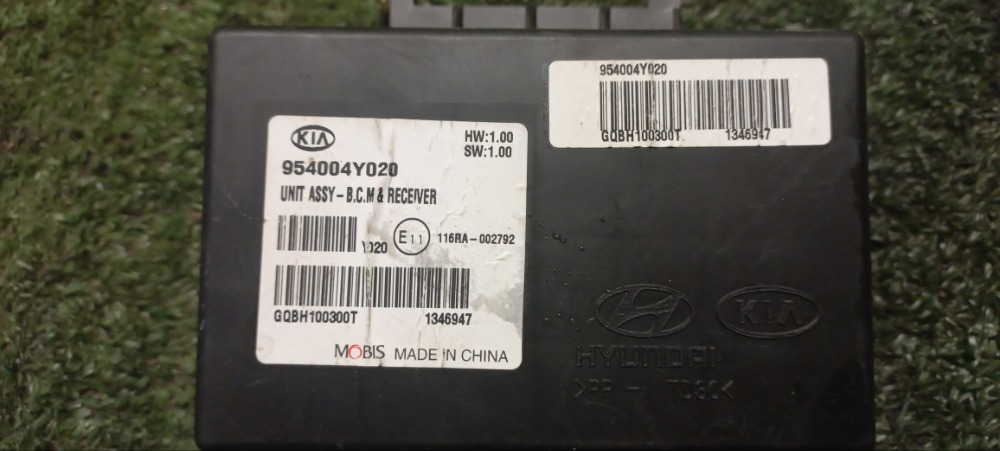 KIA
HW:1.00
SW:1.00
954004Y020
UNIT ASSY-B.C.M & RECEIVER
Y020
E11
116RA-002792
GQBH100300T 1346947
MOBIS MADE IN CHINA
954004Y020
GQBH100300T 1346947
KIA
HYUNDAI
>PP - TD30<